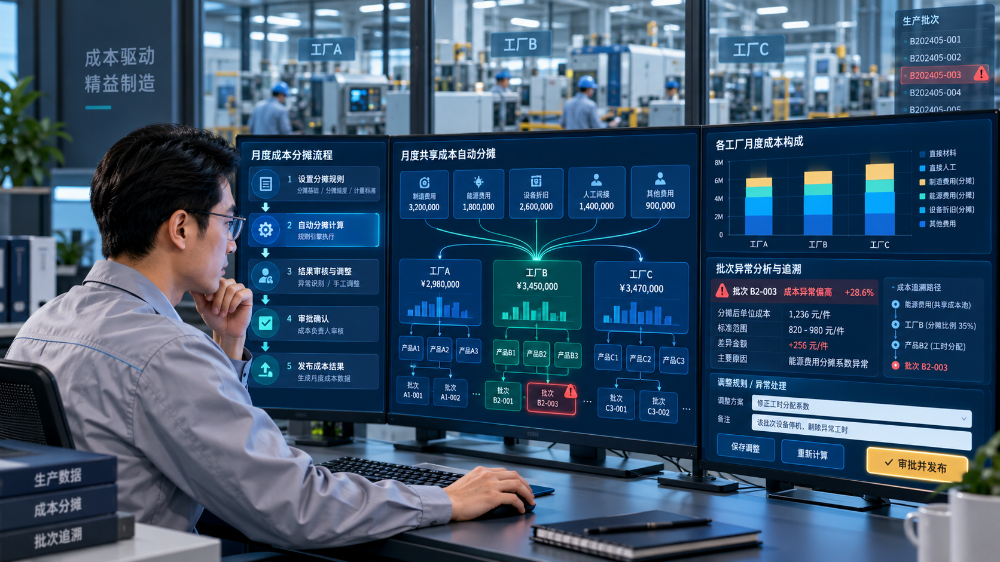 成本驱动
精益制造
工厂A
工厂B
工厂C
生产批次
B202405-001
B202405-002
B202405-003
B202405-004
B202405-005
月度成本分摊流程
1 设置分摊规则
分摊基础 / 分摊维度 / 计量标准
2 自动分摊计算
规则引擎执行
3 结果审核与调整
异常识别 / 手工调整
4 审批确认
成本负责人审核
5 发布成本结果
生成月度成本数据
月度共享成本自动分摊
制造费用
3,200,000
能源费用
1,800,000
设备折旧
2,600,000
人工间接
1,400,000
其他费用
900,000
工厂A
¥2,980,000
工厂B
¥3,450,000
工厂C
¥3,470,000
产品A1
产品A2
产品A3
产品B1
产品B2
产品B3
产品C1
产品C2
产品C3
批次
A1-001
批次
A1-002
...
批次
B2-001
批次
B2-003
...
批次
C3-001
批次
C3-002
...
各工厂月度成本构成
8M
6M
4M
2M
0
工厂A
工厂B
工厂C
直接材料
直接人工
制造费用(分摊)
能源费用(分摊)
设备折旧(分摊)
其他费用
批次异常分析与追溯
批次 B2-003 成本异常偏高 +28.6%
分摊后单位成本 1,236 元/件
标准范围 820 - 980 元/件
差异金额 +256 元/件
主要原因 能源费用分摊系数异常
成本追溯路径
能源费用(共享成本池)
工厂B (分摊比例 35%)
产品B2 (工时分配)
批次 B2-003
调整规则 / 异常处理
调整方案 修正工时分配系数
备注 该批次设备停机，剔除异常工时
保存调整
重新计算
审批并发布
生产数据
成本分摊
批次追溯